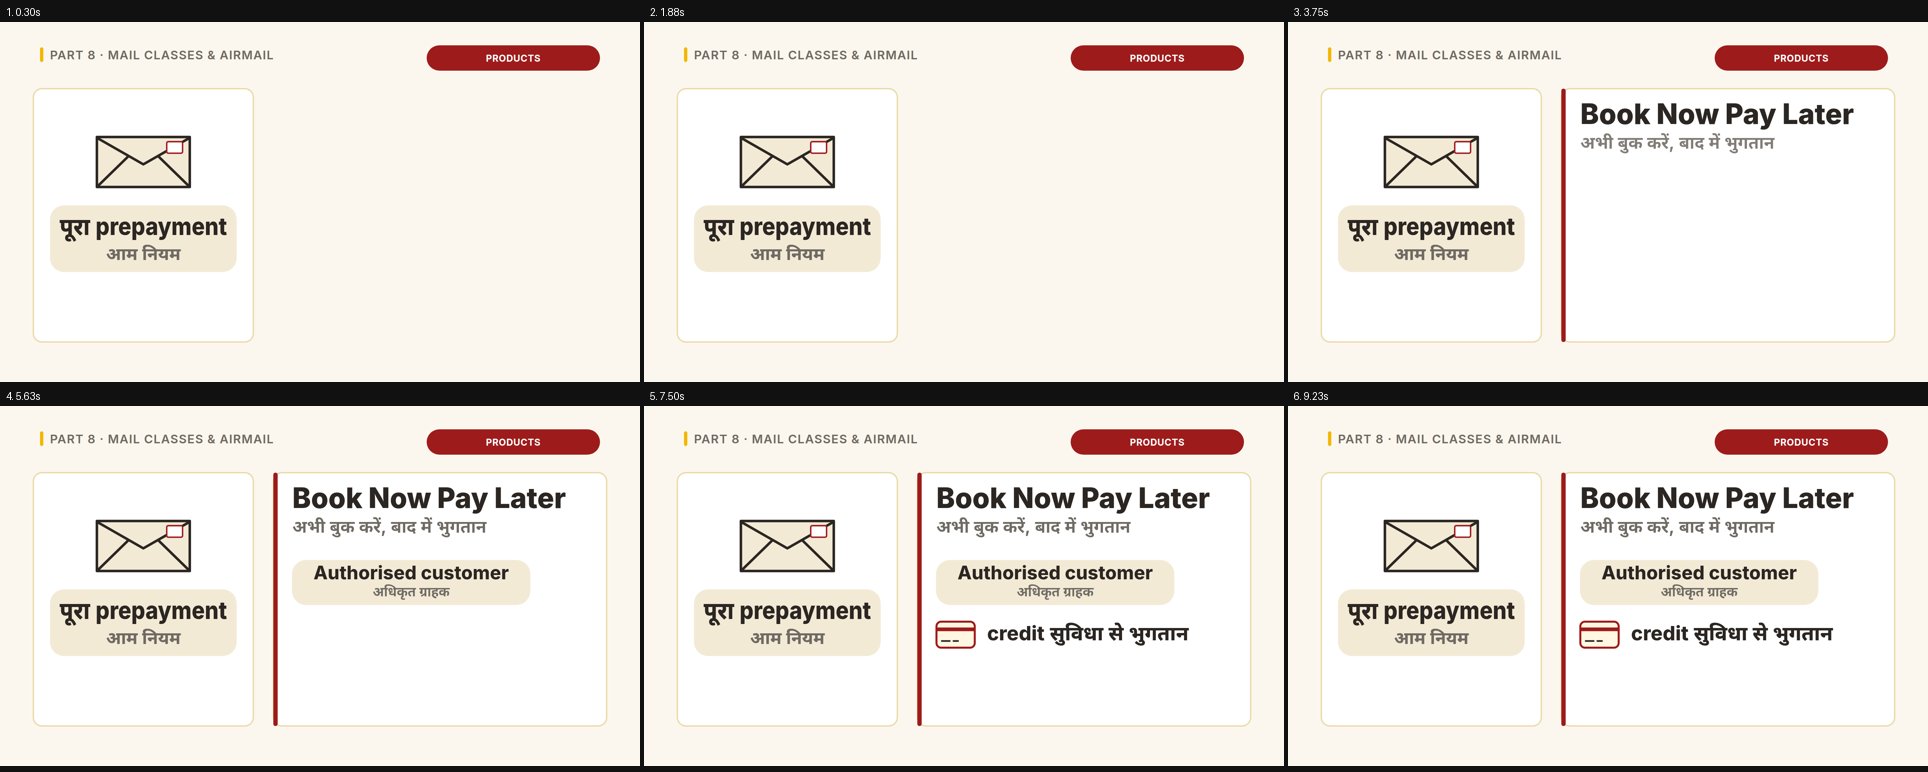 1. 0.30s
PART 8 · MAIL CLASSES & AIRMAIL
PRODUCTS
पूरा prepayment
आम नियम
2. 1.88s
PART 8 · MAIL CLASSES & AIRMAIL
PRODUCTS
पूरा prepayment
आम नियम
3. 3.75s
PART 8 · MAIL CLASSES & AIRMAIL
PRODUCTS
पूरा prepayment
आम नियम
Book Now Pay Later
अभी बुक करें, बाद में भुगतान
4. 5.63s
PART 8 · MAIL CLASSES & AIRMAIL
PRODUCTS
पूरा prepayment
आम नियम
Book Now Pay Later
अभी बुक करें, बाद में भुगतान
Authorised customer
अधिकृत ग्राहक
5. 7.50s
PART 8 · MAIL CLASSES & AIRMAIL
PRODUCTS
पूरा prepayment
आम नियम
Book Now Pay Later
अभी बुक करें, बाद में भुगतान
Authorised customer
अधिकृत ग्राहक
credit सुविधा से भुगतान
6. 9.23s
PART 8 · MAIL CLASSES & AIRMAIL
PRODUCTS
पूरा prepayment
आम नियम
Book Now Pay Later
अभी बुक करें, बाद में भुगतान
Authorised customer
अधिकृत ग्राहक
credit सुविधा से भुगतान